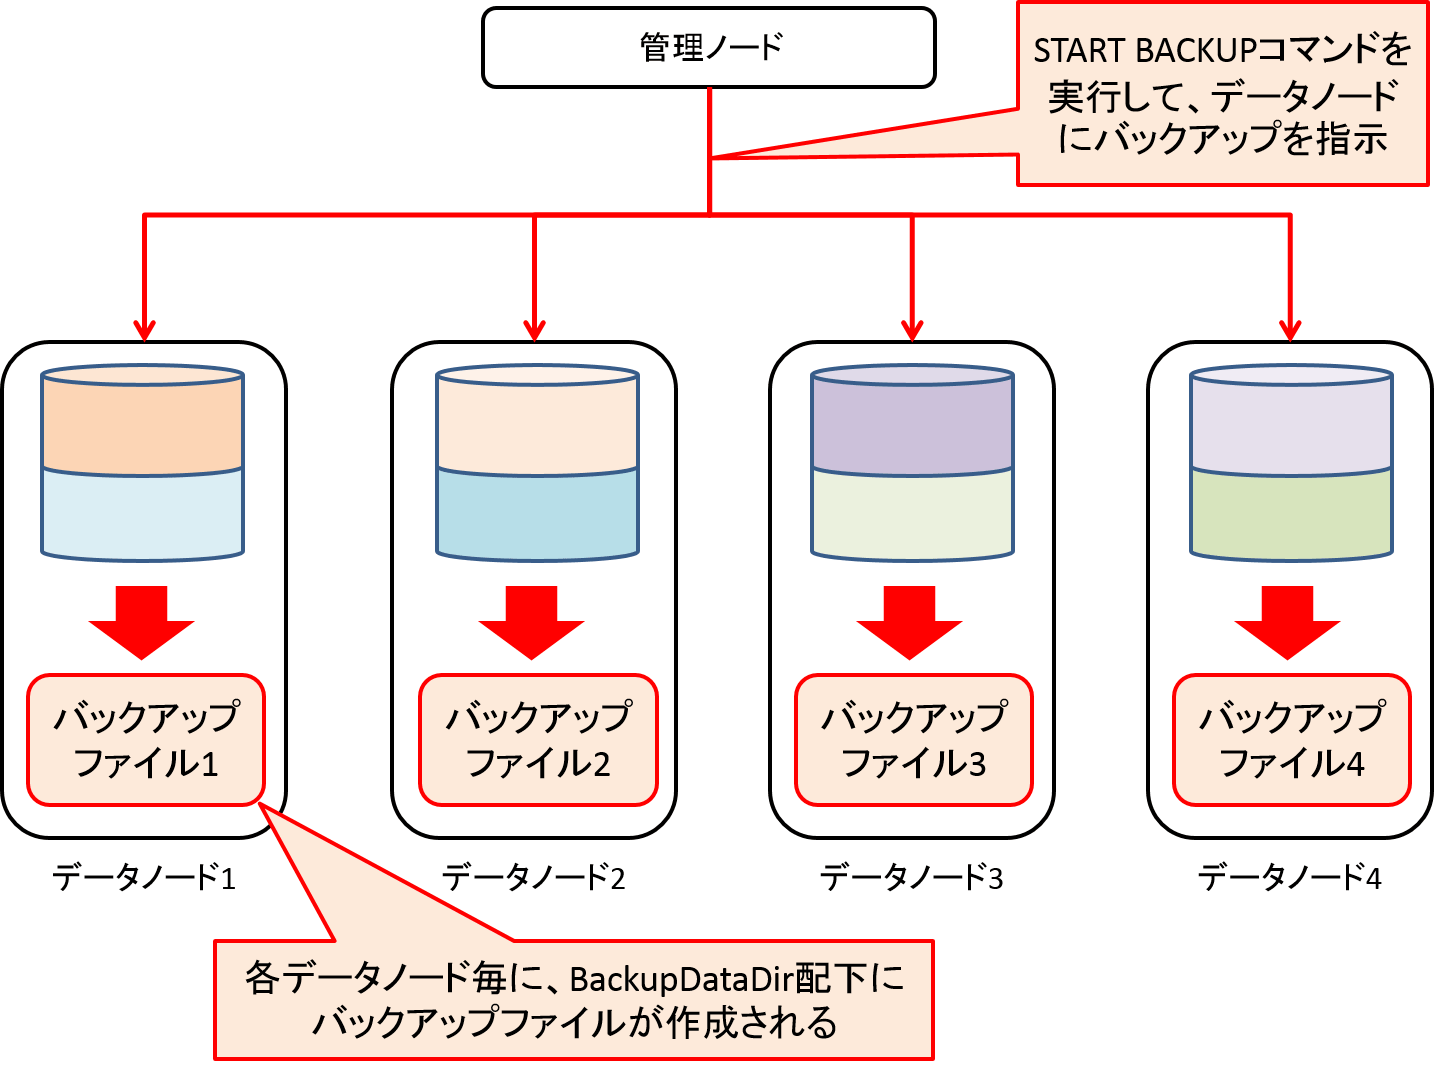 管理ノード
START BACKUPコマンドを
実行して、データノード
にバックアップを指示
バックアップ
ファイル1
バックアップ
ファイル2
バックアップ
ファイル3
バックアップ
ファイル4
データノード1
データノード2
データノード3
データノード4
各データノード毎に、BackupDataDir配下に
バックアップファイルが作成される